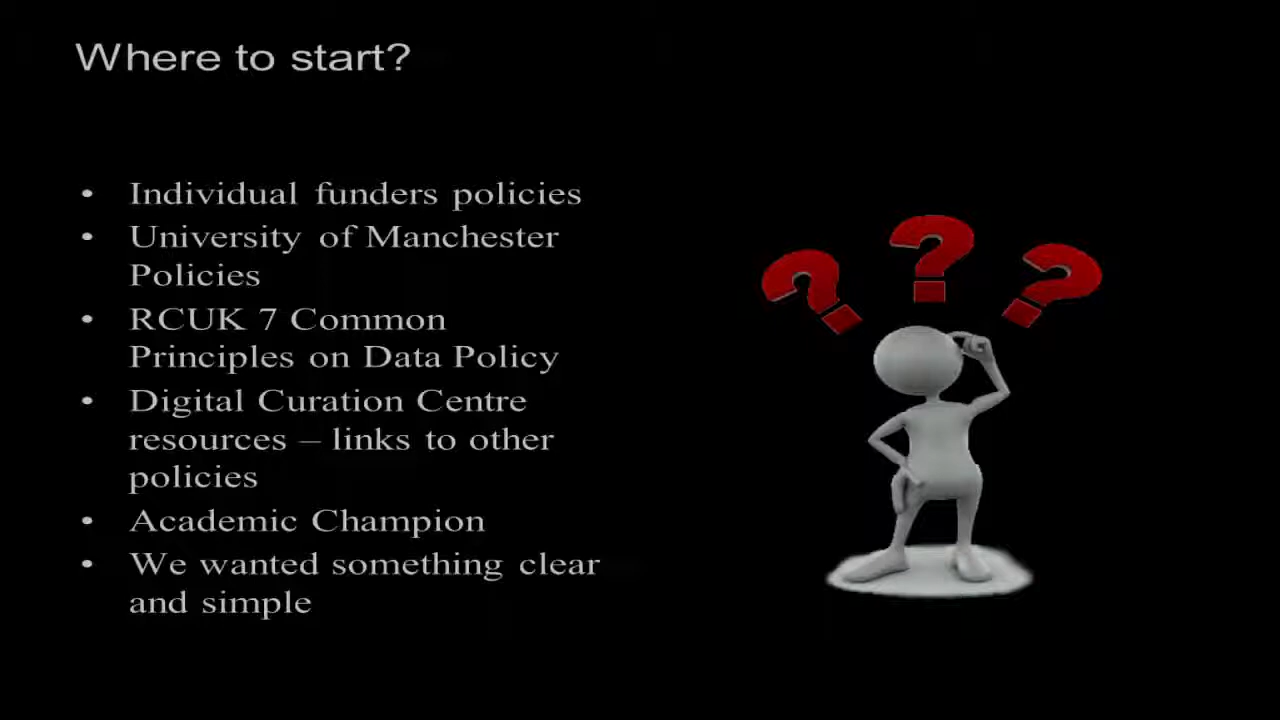 Where to start?
• Individual funders policies
• University of Manchester
Policies
• RCUK 7 Common
Principles on Data Policy
• Digital Curation Centre
resources – links to other
policies
• Academic Champion
• We wanted something clear
and simple
? ? ?